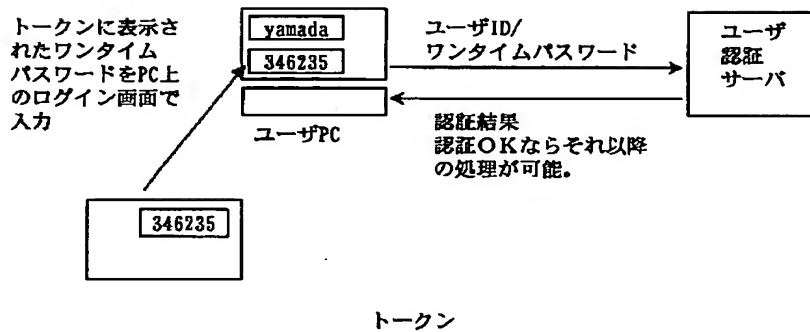 トークンに表示さ
れたワンタイム
パスワードをPC上
のログイン画面で
入力
yamada
346235
ユーザPC
ユーザID/
ワンタイムパスワード
認証結果
認証OKならそれ以降
の処理が可能。
ユーザ
認証
サーバ
346235
トークン